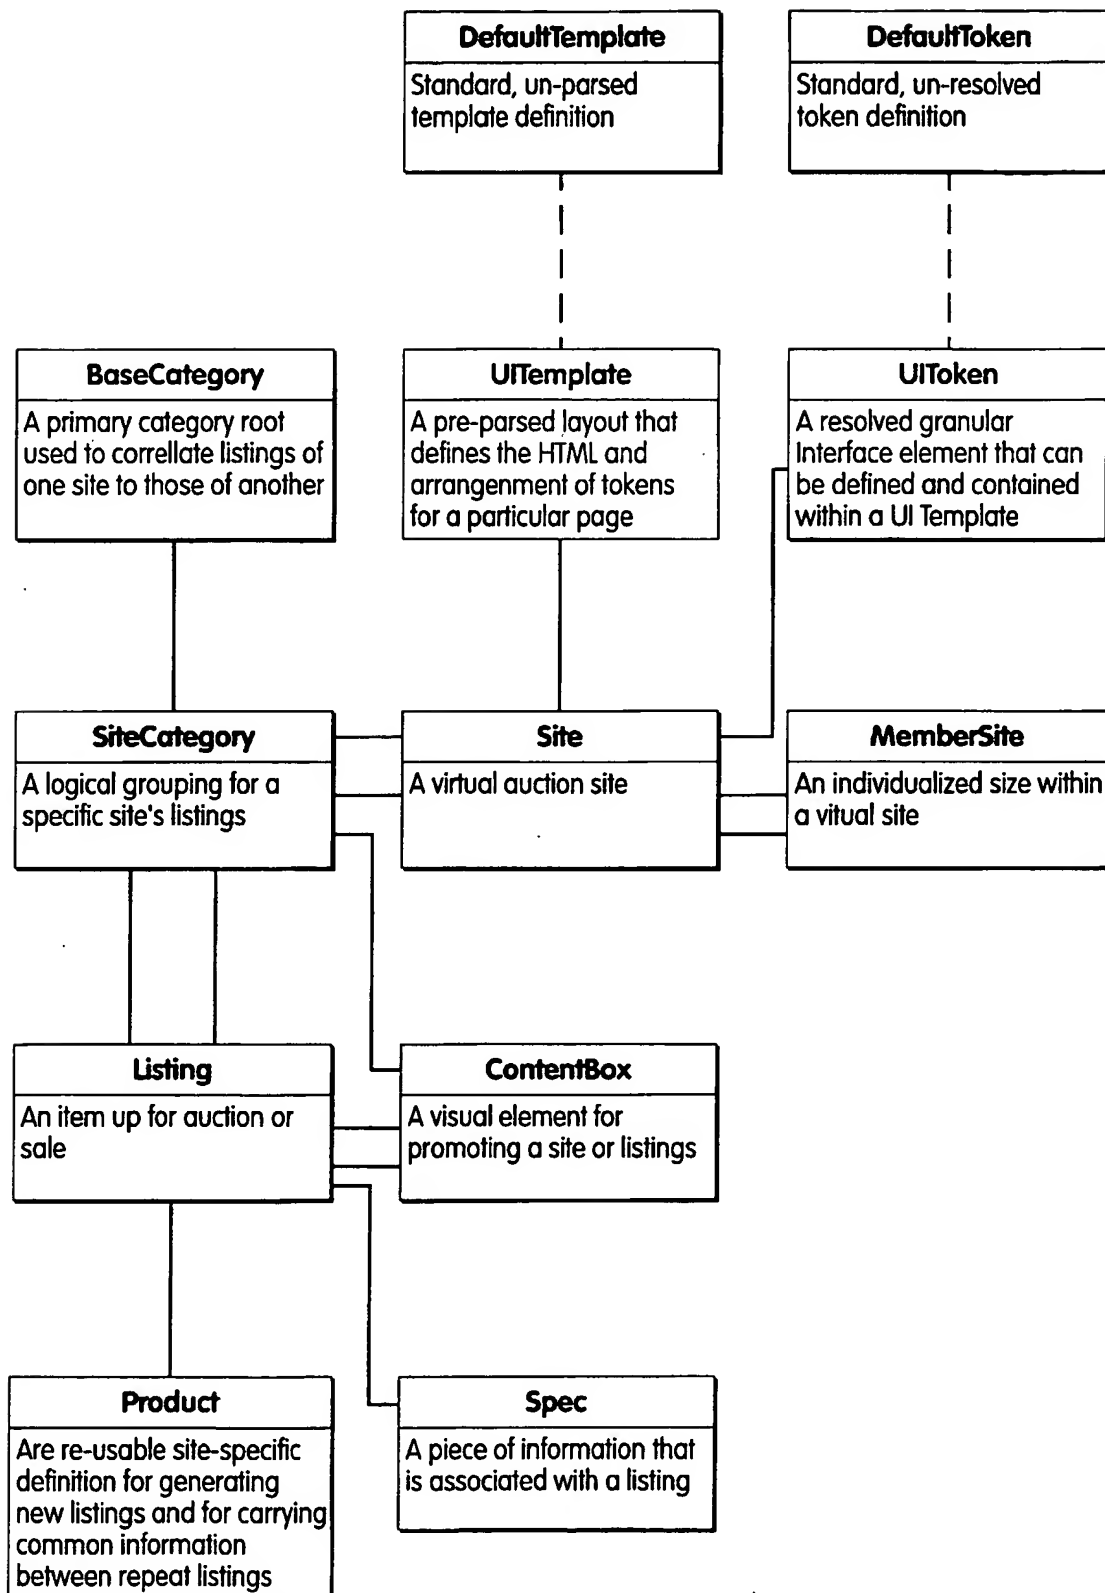 DefaultTemplate
Standard, un-parsed
template definition
DefaultToken
Standard, un-resolved
token definition
BaseCategory
A primary category root
used to correllate listings of
one site to those of another
UITemplate
A pre-parsed layout that
defines the HTML and
arrangenment of tokens
for a particular page
UIToken
A resolved granular
Interface element that can
be defined and contained
within a UI Template
SiteCategory
A logical grouping for a
specific site's listings
Site
A virtual auction site
MemberSite
An individualized size within
a vitual site
Listing
An item up for auction or
sale
ContentBox
A visual element for
promoting a site or listings
Product
Are re-usable site-specific
definition for generating
new listings and for carrying
common information
between repeat listings
Spec
A piece of information that
is associated with a listing